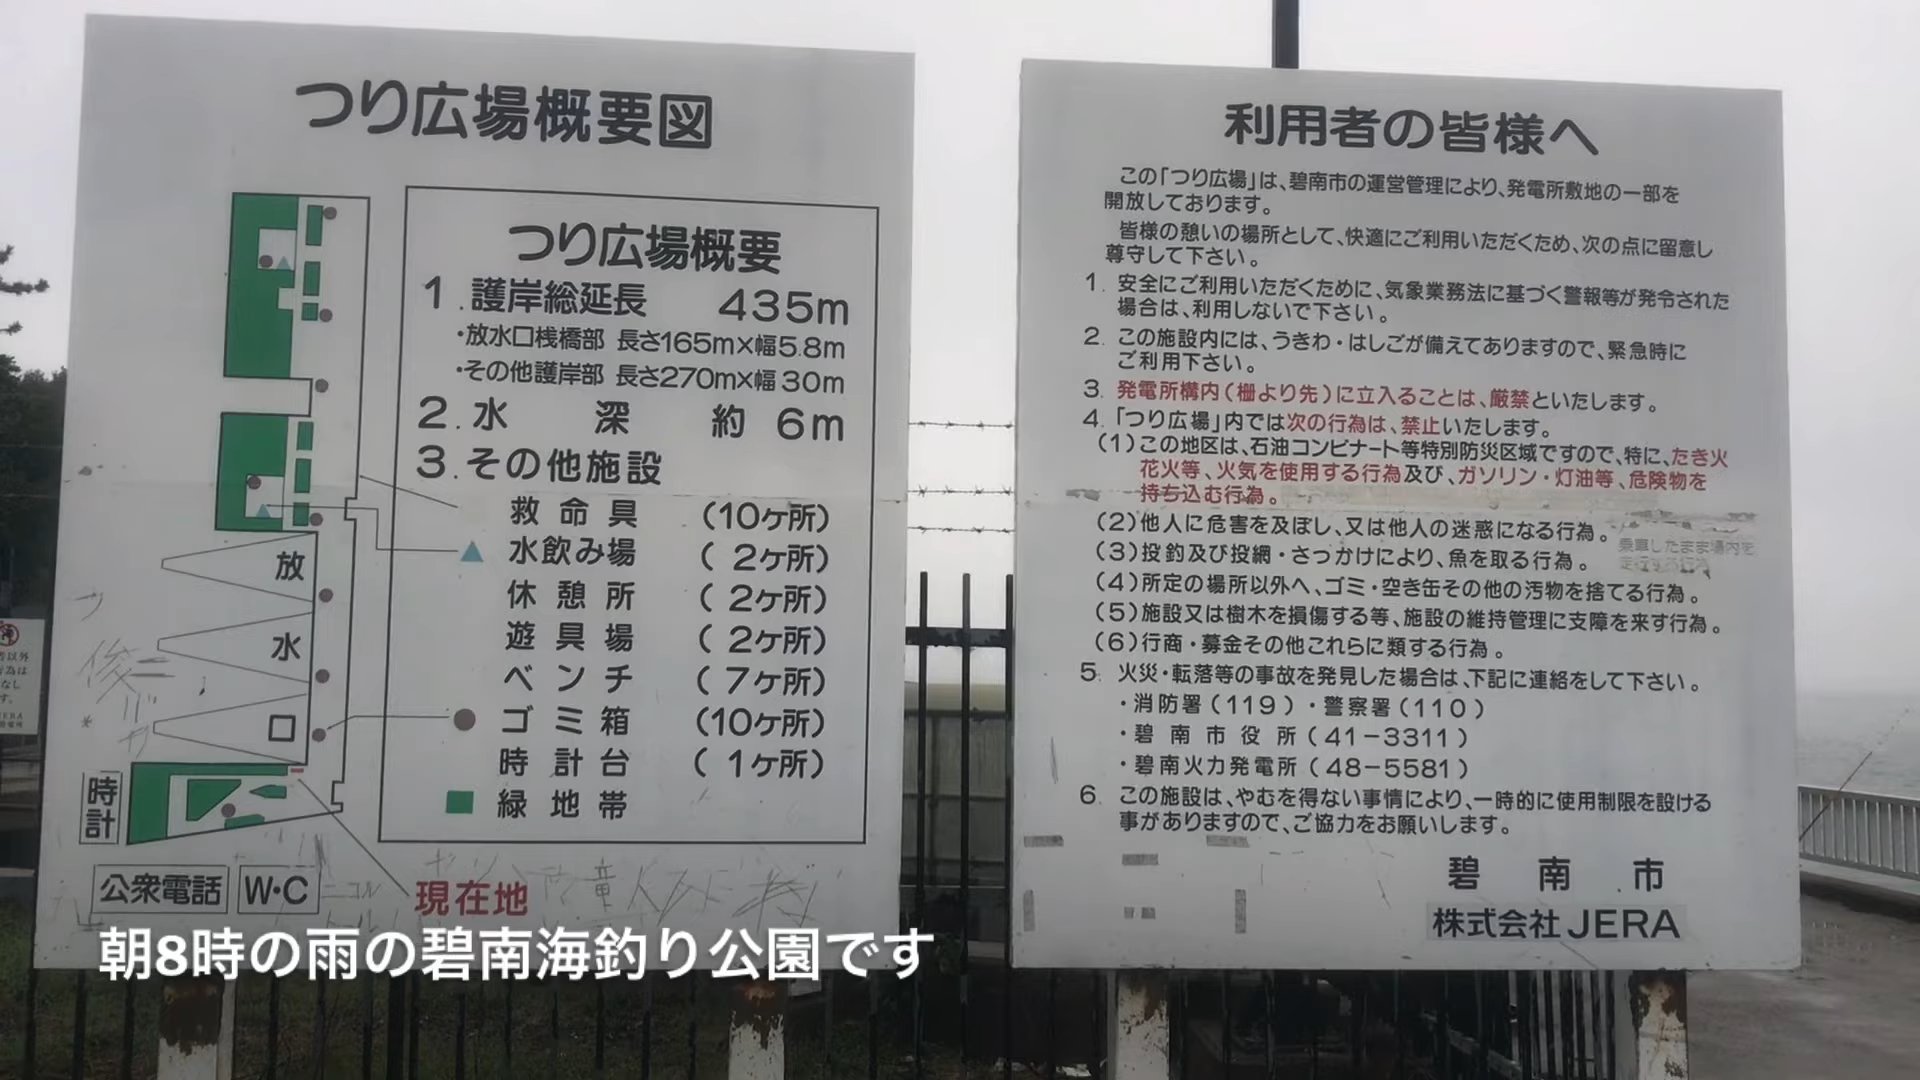 つり広場概要図
つり広場概要
1.護岸総延長 435m
・放水口桟橋部 長さ165m×幅5.8m
・その他護岸部 長さ270m×幅30m
2.水深 約6m
3.その他施設
救命具 (10ヶ所)
水飲み場 (2ヶ所)
休憩所 (2ヶ所)
遊具場 (2ヶ所)
ベンチ (7ヶ所)
ゴミ箱 (10ヶ所)
時計台 (1ヶ所)
緑地帯
放水口
時計
公衆電話
W・C
現在地
利用者の皆様へ
この「つり広場」は、碧南市の運営管理により、発電所敷地の一部を
開放しております。
皆様の憩いの場所として、快適にご利用いただくため、次の点に留意し
尊守して下さい。
1. 安全にご利用いただくために、気象業務法に基づく警報等が発令された
場合は、利用しないで下さい。
2. この施設内には、うきわ・はしごが備えてありますので、緊急時に
ご利用下さい。
3. 発電所構内(柵より先)に立入ることは、厳禁といたします。
4.「つり広場」内では次の行為は、禁止いたします。
(1)この地区は、石油コンビナート等特別防災区域ですので、特に、たき火
花火等、火気を使用する行為及び、ガソリン・灯油等、危険物を
持ち込む行為。
(2)他人に危害を及ぼし、又は他人の迷惑になる行為。
乗車したまま場内を
走行する行為
(3)投釣及び投網・さっかけにより、魚を取る行為。
(4)所定の場所以外へ、ゴミ・空き缶その他の汚物を捨てる行為。
(5)施設又は樹木を損傷する等、施設の維持管理に支障を来す行為。
(6)行商・募金その他これらに類する行為。
5. 火災・転落等の事故を発見した場合は、下記に連絡をして下さい。
・消防署(119)・警察署(110)
・碧南市役所(41-3311)
・碧南火力発電所(48-5581)
6. この施設は、やむを得ない事情により、一時的に使用制限を設ける
事がありますので、ご協力をお願いします。
碧南市
株式会社JERA
朝8時の雨の碧南海釣り公園です